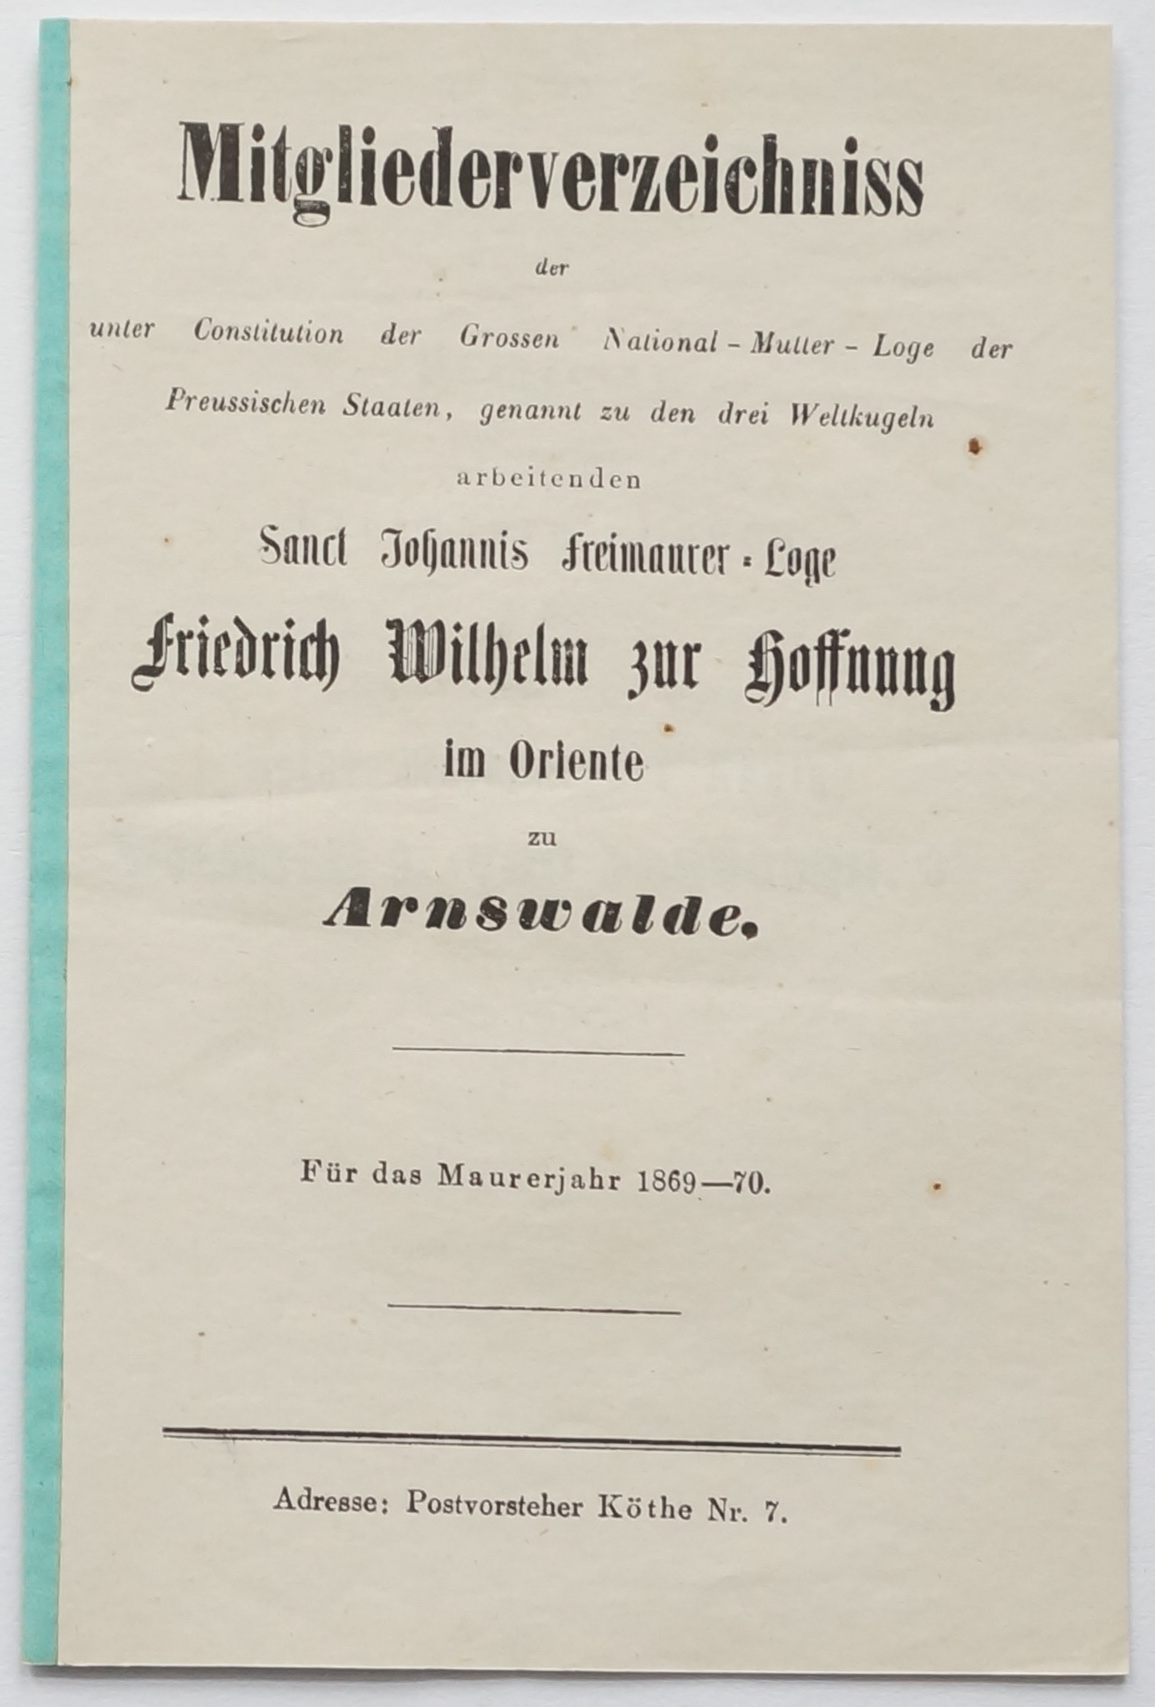 Mitgliederverzeichniss
der
unter Constitution der Grossen National-Mutter-Loge der
Preussischen Staaten, genannt zu den drei Weltkugeln
arbeitenden
Sanct Johannis Freimaurer-Loge
Friedrich Wilhelm zur Hoffnung
im Oriente
zu
Arnswalde.
Für das Maurerjahr 1869—70.
Adresse: Postvorsteher Köthe Nr. 7.